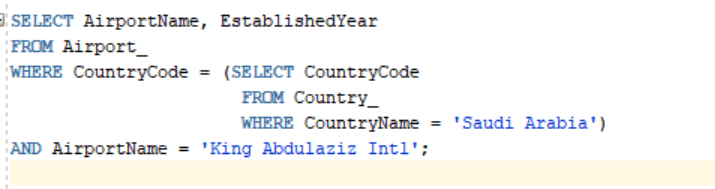 SELECT AirportName, EstablishedYear
FROM Airport_
WHERE CountryCode = (SELECT CountryCode
FROM Country_
WHERE CountryName = 'Saudi Arabia')
AND AirportName = 'King Abdulaziz Intl';